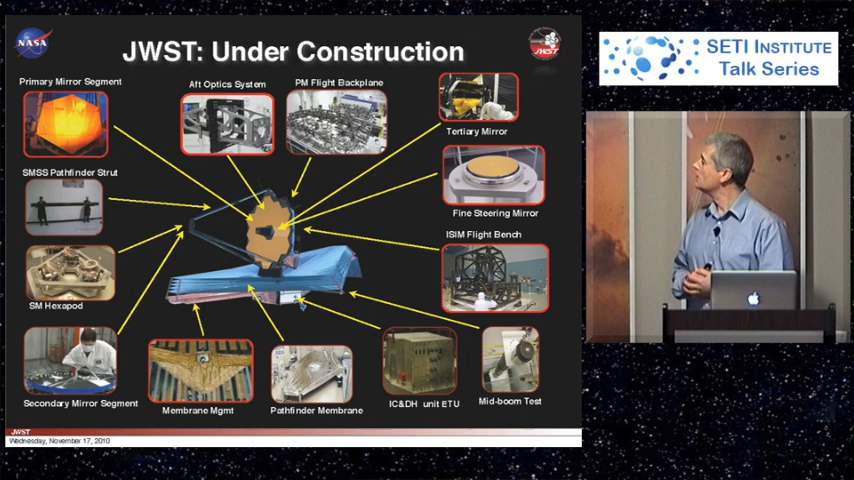 NASA
JWST: Under Construction
JWST
SETI INSTITUTE
Talk Series
Primary Mirror Segment
Aft Optics System
PM Flight Backplane
Tertiary Mirror
SMSS Pathfinder Strut
Fine Steering Mirror
ISIM Flight Bench
SM Hexapod
Secondary Mirror Segment
Membrane Mgmt
Pathfinder Membrane
IC&DH unit ETU
Mid-boom Test
JWST
Wednesday, November 17, 2010